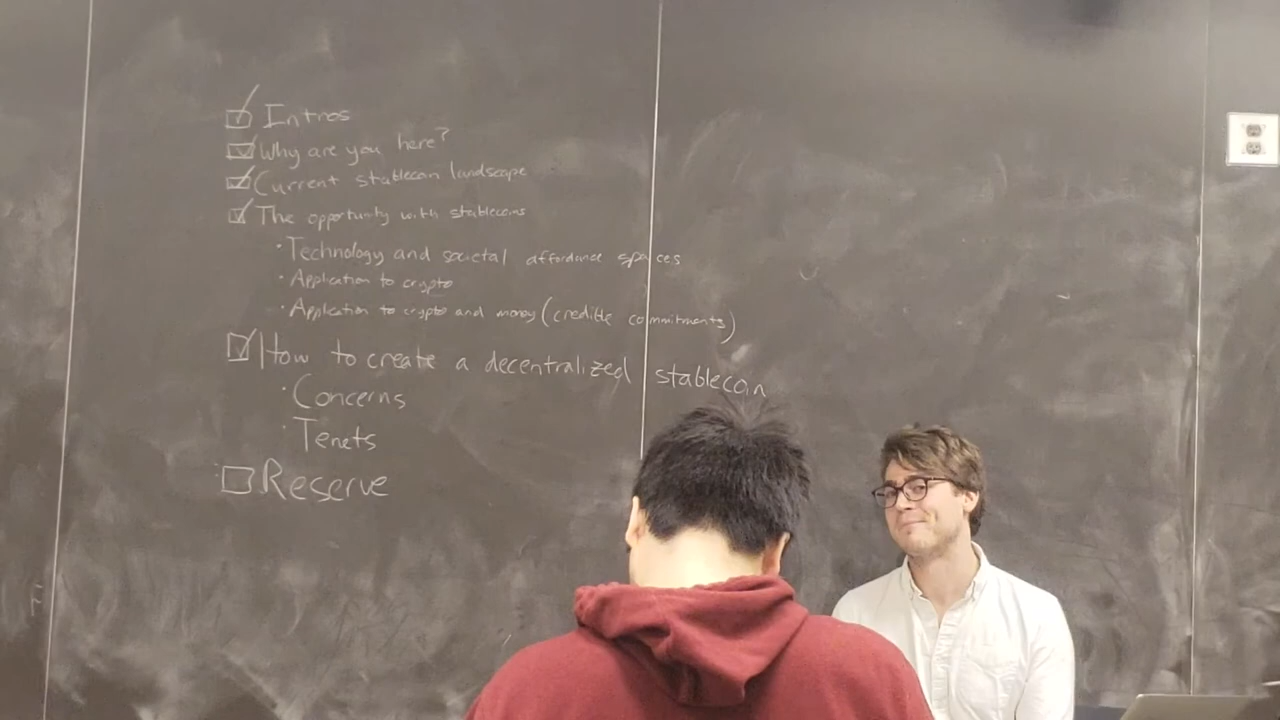 Intros
Why are you here?
Current stablecoin landscape
The opportunity with stablecoins
· Technology and societal affordance spaces
· Application to crypto
· Application to crypto and money (credible commitments)
How to create a decentralized stablecoin
· Concerns
· Tenets
Reserve